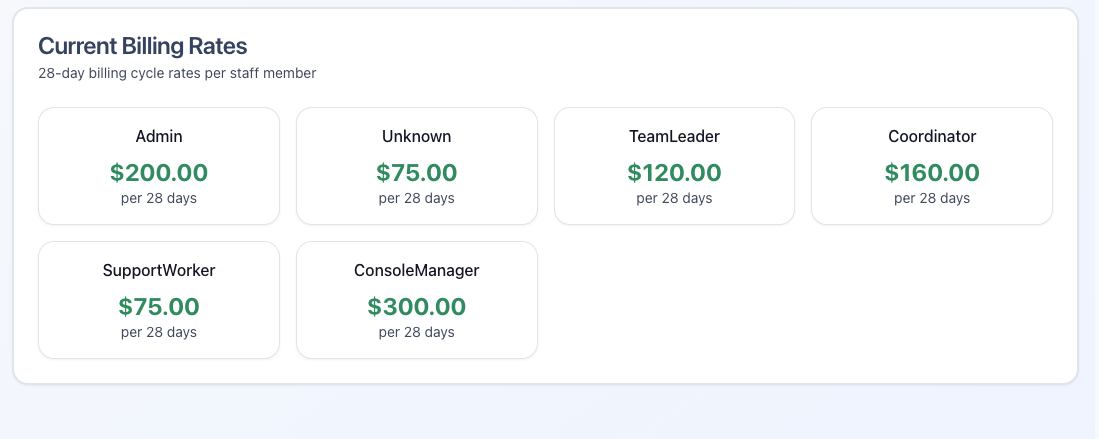 Current Billing Rates
28-day billing cycle rates per staff member
Admin
$200.00
per 28 days
Unknown
$75.00
per 28 days
TeamLeader
$120.00
per 28 days
Coordinator
$160.00
per 28 days
SupportWorker
$75.00
per 28 days
ConsoleManager
$300.00
per 28 days